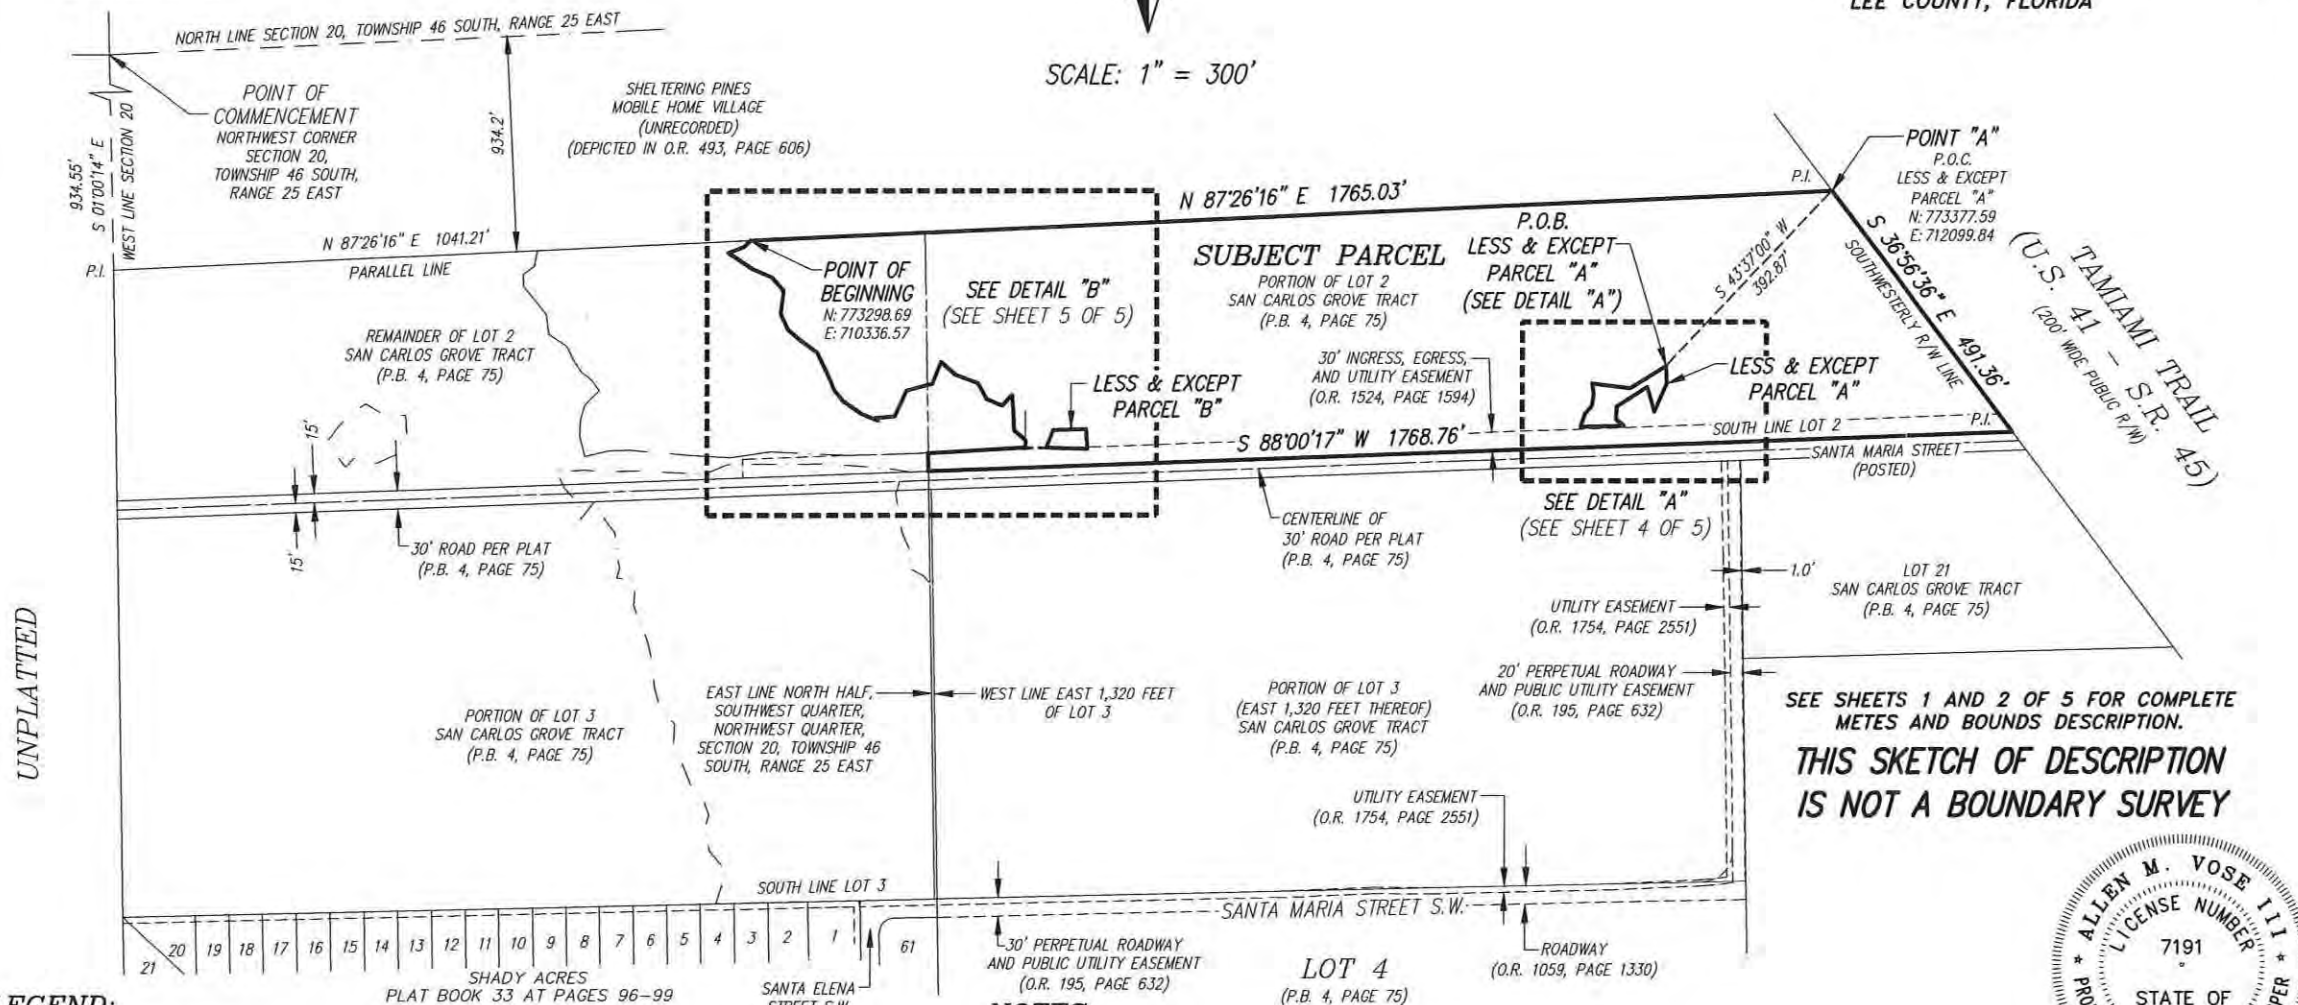 LEE COUNTY, FLORIDA
NORTH LINE SECTION 20, TOWNSHIP 46 SOUTH, RANGE 25 EAST
SCALE: 1" = 300'
POINT OF
COMMENCEMENT
NORTHWEST CORNER
SECTION 20,
TOWNSHIP 46 SOUTH,
RANGE 25 EAST
934.55'
S 01°00'14" E
WEST LINE SECTION 20
934.2'
SHELTERING PINES
MOBILE HOME VILLAGE
(UNRECORDED)
(DEPICTED IN O.R. 493, PAGE 606)
POINT "A"
P.O.C.
LESS & EXCEPT
PARCEL "A"
N: 773377.59
E: 712099.84
P.I.
N 87°26'16" E 1765.03'
P.I.
N 87°26'16" E 1041.21'
PARALLEL LINE
POINT OF
BEGINNING
N: 773298.69
E: 710336.57
SEE DETAIL "B"
(SEE SHEET 5 OF 5)
SUBJECT PARCEL
PORTION OF LOT 2
SAN CARLOS GROVE TRACT
(P.B. 4, PAGE 75)
P.O.B.
LESS & EXCEPT
PARCEL "A"
(SEE DETAIL "A")
S 43°37'00" W
392.87'
S 36°56'36" E 491.36'
SOUTHWESTERLY R/W LINE
TAMIAMI TRAIL
(U.S. 41 - S.R. 45)
(200' WIDE PUBLIC R/W)
REMAINDER OF LOT 2
SAN CARLOS GROVE TRACT
(P.B. 4, PAGE 75)
LESS & EXCEPT
PARCEL "B"
30' INGRESS, EGRESS,
AND UTILITY EASEMENT
(O.R. 1524, PAGE 1594)
LESS & EXCEPT
PARCEL "A"
P.I.
15'
S 88°00'17" W 1768.76'
SOUTH LINE LOT 2
SANTA MARIA STREET
(POSTED)
15'
30' ROAD PER PLAT
(P.B. 4, PAGE 75)
CENTERLINE OF
30' ROAD PER PLAT
(P.B. 4, PAGE 75)
SEE DETAIL "A"
(SEE SHEET 4 OF 5)
1.0'
LOT 21
SAN CARLOS GROVE TRACT
(P.B. 4, PAGE 75)
UTILITY EASEMENT
(O.R. 1754, PAGE 2551)
UNPLATTED
PORTION OF LOT 3
SAN CARLOS GROVE TRACT
(P.B. 4, PAGE 75)
EAST LINE NORTH HALF,
SOUTHWEST QUARTER,
NORTHWEST QUARTER,
SECTION 20, TOWNSHIP 46
SOUTH, RANGE 25 EAST
WEST LINE EAST 1,320 FEET
OF LOT 3
PORTION OF LOT 3
(EAST 1,320 FEET THEREOF)
SAN CARLOS GROVE TRACT
(P.B. 4, PAGE 75)
20' PERPETUAL ROADWAY
AND PUBLIC UTILITY EASEMENT
(O.R. 195, PAGE 632)
SEE SHEETS 1 AND 2 OF 5 FOR COMPLETE
METES AND BOUNDS DESCRIPTION.
THIS SKETCH OF DESCRIPTION
IS NOT A BOUNDARY SURVEY
UTILITY EASEMENT
(O.R. 1754, PAGE 2551)
SOUTH LINE LOT 3
SANTA MARIA STREET S.W.
21 20 19 18 17 16 15 14 13 12 11 10 9 8 7 6 5 4 3 2 1 61
SHADY ACRES
PLAT BOOK 33 AT PAGES 96-99
SANTA ELENA
STREET S.W.
30' PERPETUAL ROADWAY
AND PUBLIC UTILITY EASEMENT
(O.R. 195, PAGE 632)
LOT 4
(P.B. 4, PAGE 75)
ROADWAY
(O.R. 1059, PAGE 1330)
ALLEN M. VOSE III
LICENSE NUMBER
7191
STATE OF